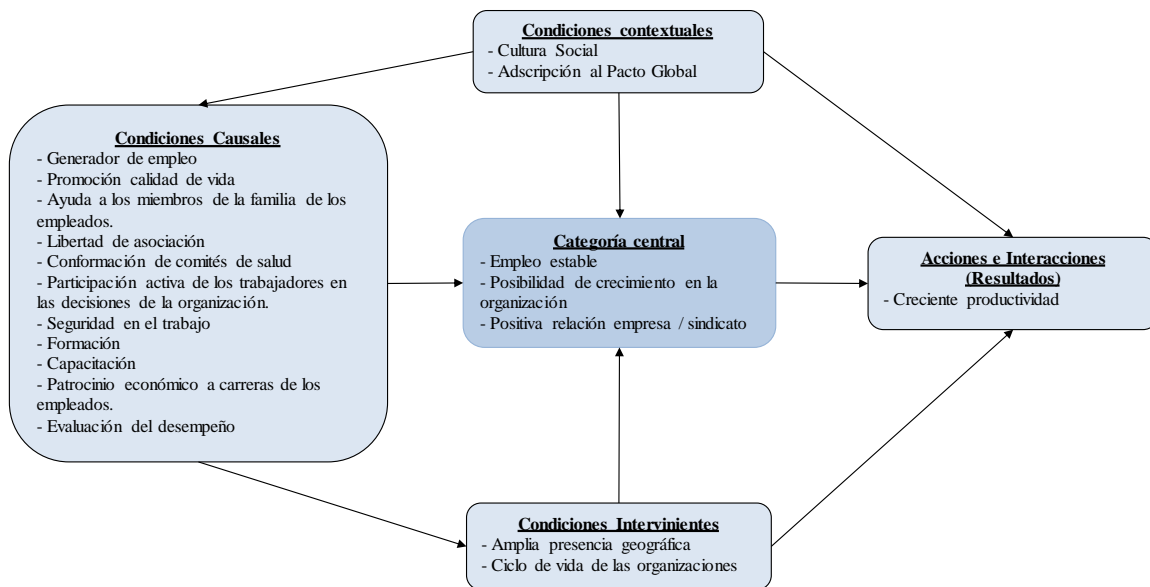 Condiciones contextuales
- Cultura Social
- Adscripción al Pacto Global
Condiciones Causales
- Generador de empleo
- Promoción calidad de vida
- Ayuda a los miembros de la familia de los
empleados.
- Libertad de asociación
- Conformación de comités de salud
- Participación activa de los trabajadores en
las decisiones de la organización.
- Seguridad en el trabajo
- Formación
- Capacitación
- Patrocinio económico a carreras de los
empleados.
- Evaluación del desempeño
Categoría central
- Empleo estable
- Posibilidad de crecimiento en la
organización
- Positiva relación empresa / sindicato
Acciones e Interacciones
(Resultados)
- Creciente productividad
Condiciones Intervinientes
- Amplia presencia geográfica
- Ciclo de vida de las organizaciones